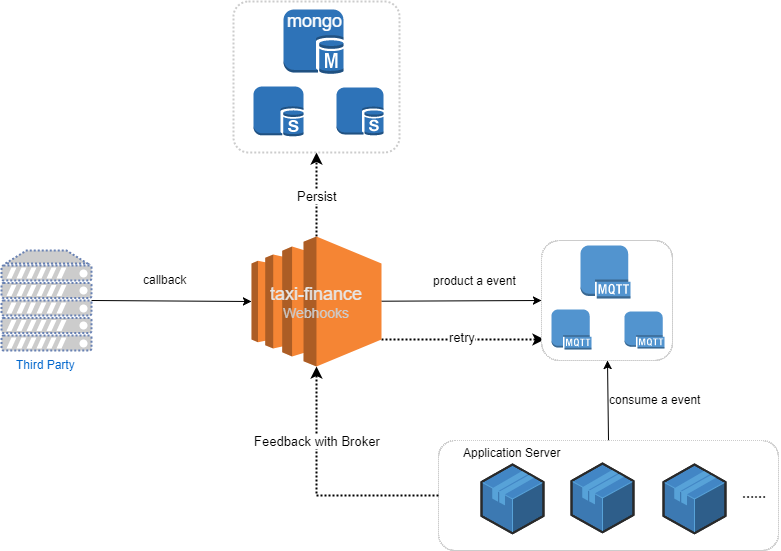 mongo
M
S
S
Persist
callback
taxi-finance
Webhooks
product a event
MQTT
MQTT
MQTT
retry
Third Party
consume a event
Feedback with Broker
Application Server
......